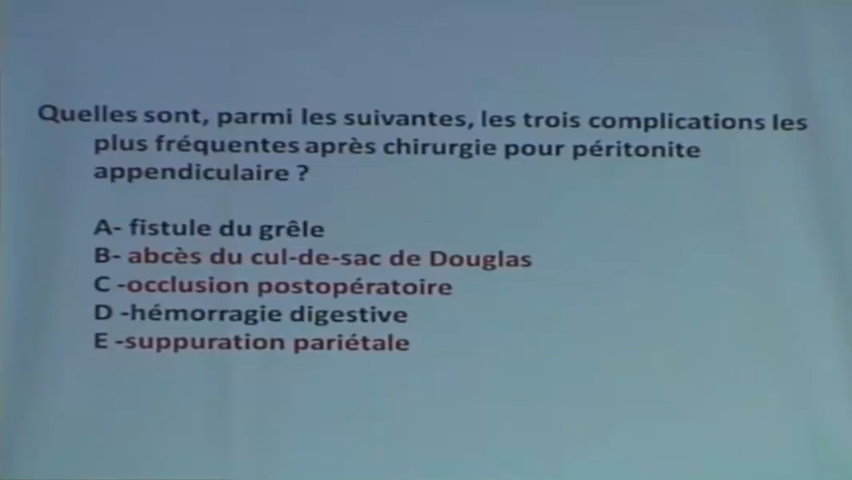 Quelles sont, parmi les suivantes, les trois complications les
plus fréquentes après chirurgie pour péritonite
appendiculaire ?
A- fistule du grêle
B- abcès du cul-de-sac de Douglas
C -occlusion postopératoire
D -hémorragie digestive
E -suppuration pariétale